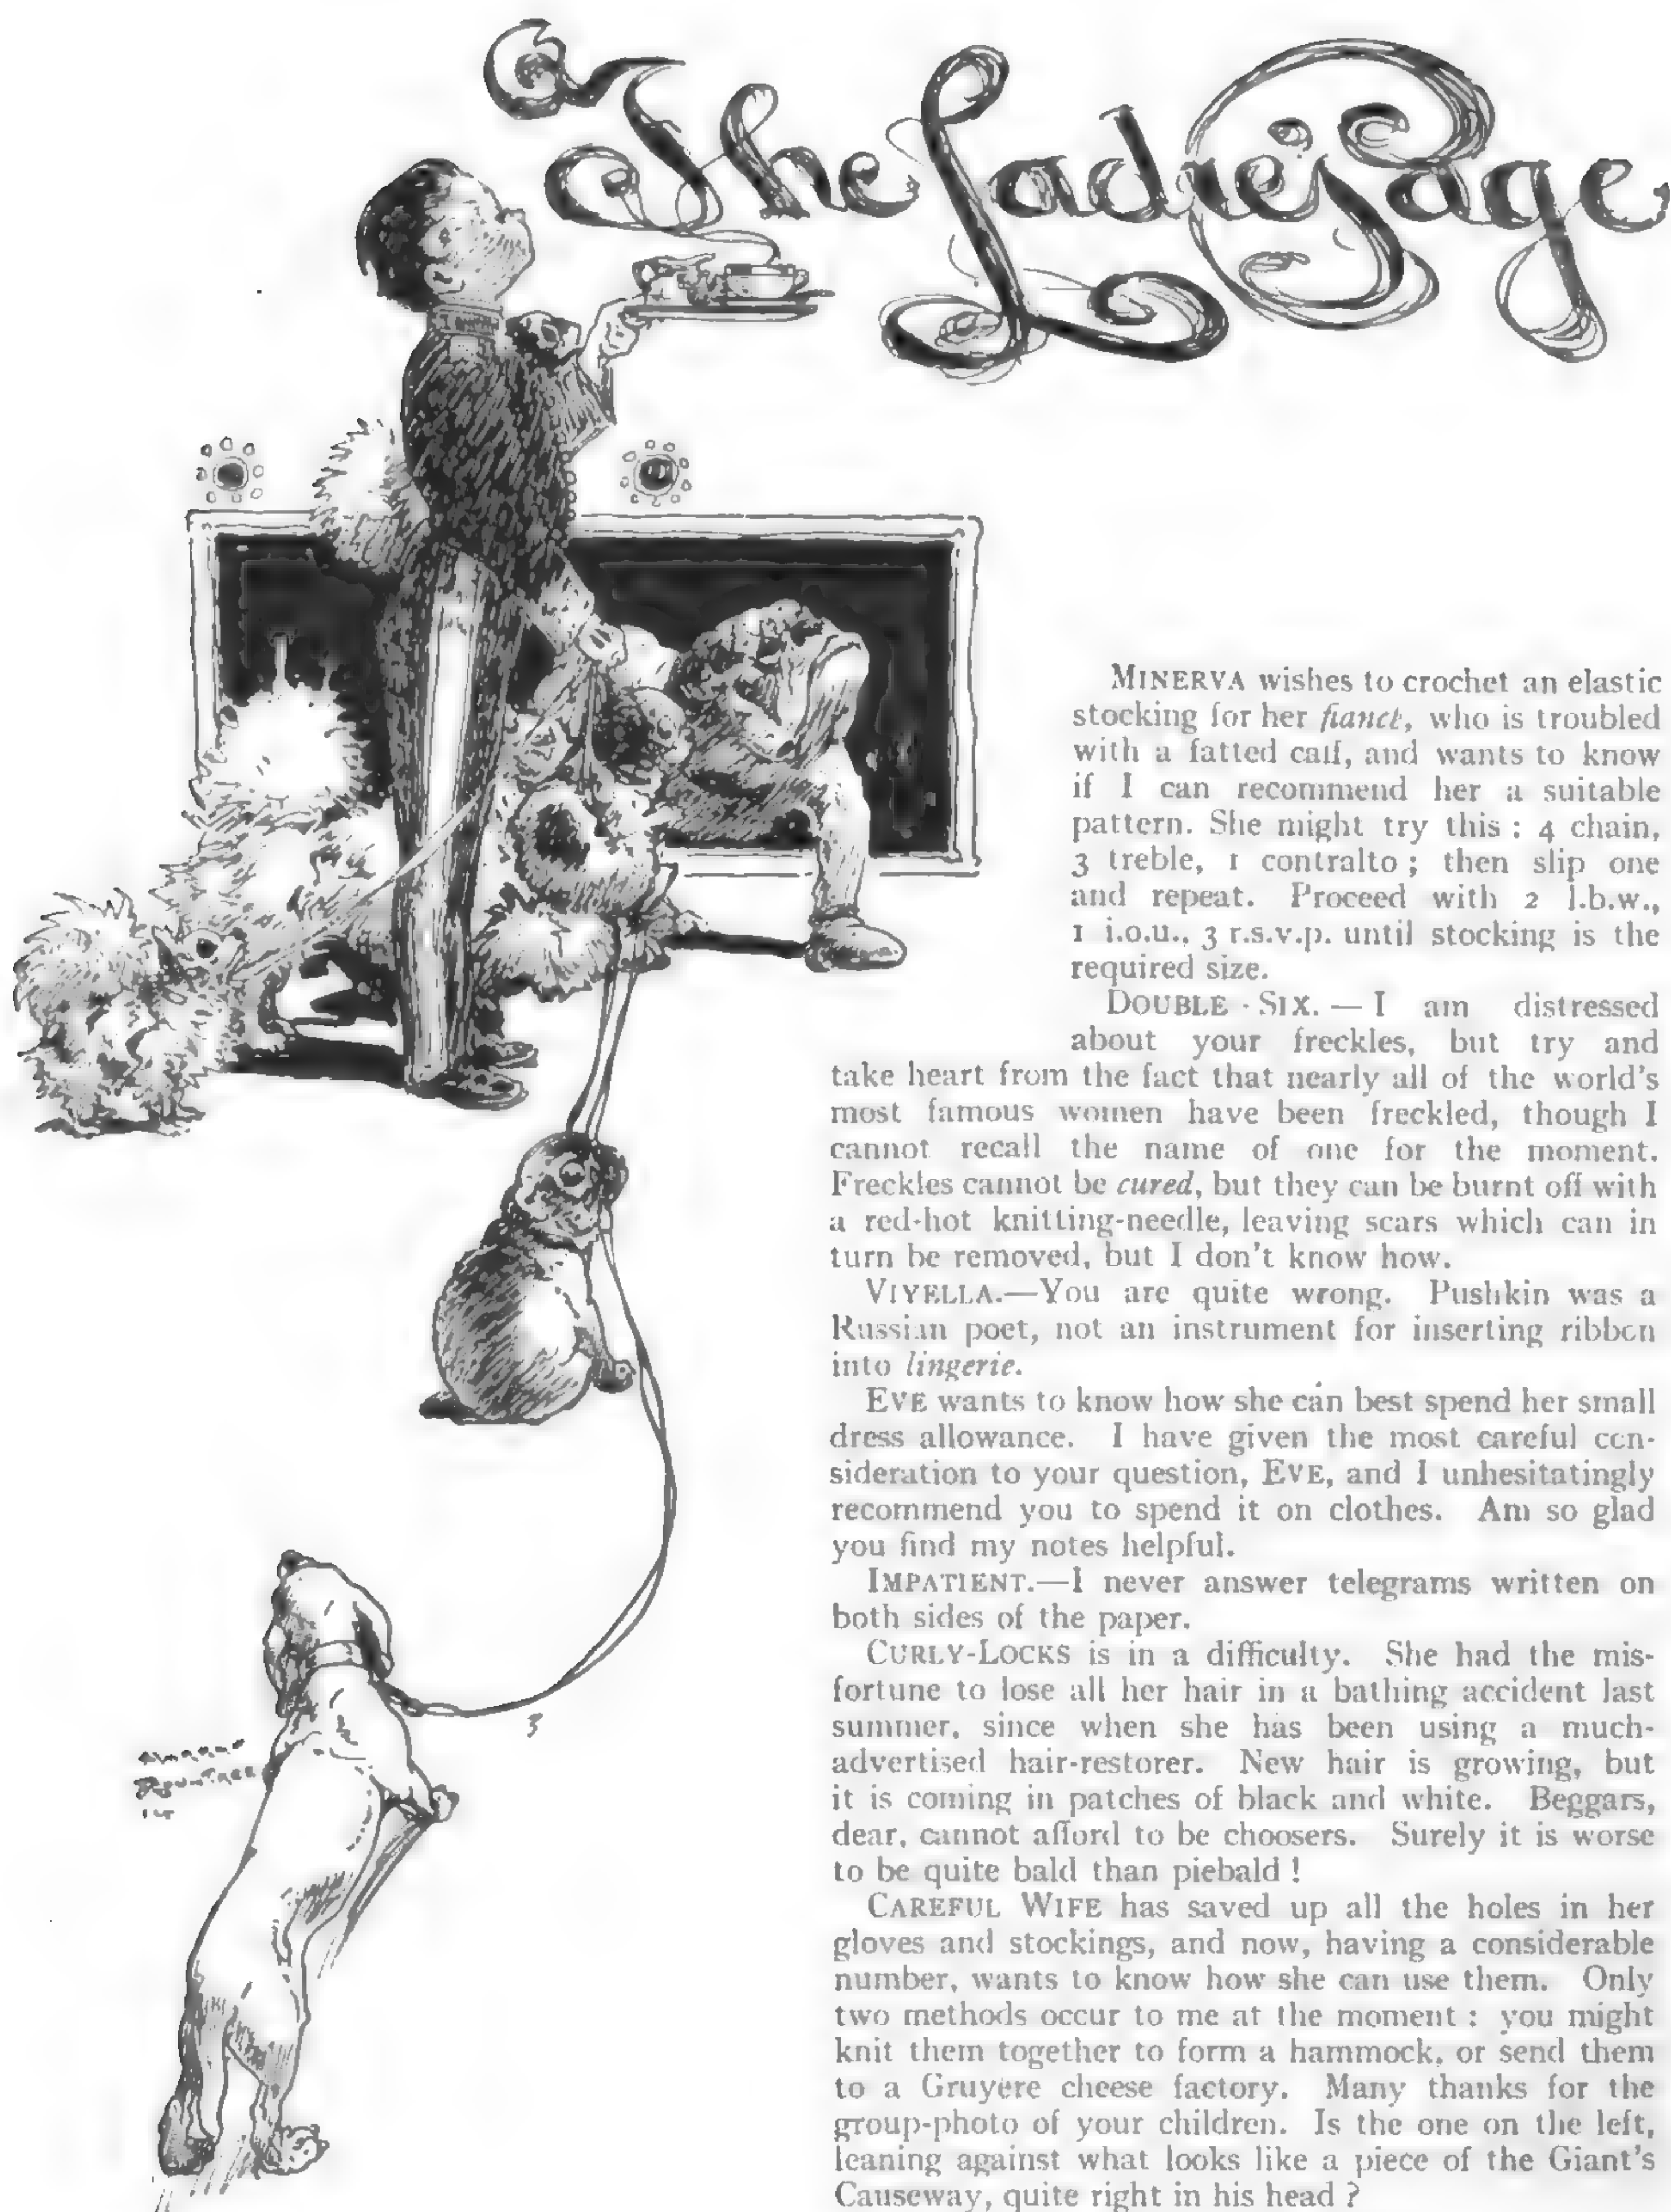 The Ladies' Page
MINERVA wishes to crochet an elastic
stocking for her fiancé, who is troubled
with a fatted calf, and wants to know
if I can recommend her a suitable
pattern. She might try this : 4 chain,
3 treble, 1 contralto ; then slip one
and repeat. Proceed with 2 l.b.w.,
1 i.o.u., 3 r.s.v.p. until stocking is the
required size.
DOUBLE-SIX. — I am distressed
about your freckles, but try and
take heart from the fact that nearly all of the world's
most famous women have been freckled, though I
cannot recall the name of one for the moment.
Freckles cannot be cured, but they can be burnt off with
a red-hot knitting-needle, leaving scars which can in
turn be removed, but I don't know how.
VIYELLA.—You are quite wrong. Pushkin was a
Russian poet, not an instrument for inserting ribbon
into lingerie.
EVE wants to know how she can best spend her small
dress allowance. I have given the most careful con-
sideration to your question, EVE, and I unhesitatingly
recommend you to spend it on clothes. Am so glad
you find my notes helpful.
IMPATIENT.—I never answer telegrams written on
both sides of the paper.
CURLY-LOCKS is in a difficulty. She had the mis-
fortune to lose all her hair in a bathing accident last
summer, since when she has been using a much-
advertised hair-restorer. New hair is growing, but
it is coming in patches of black and white. Beggars,
dear, cannot afford to be choosers. Surely it is worse
to be quite bald than piebald !
CAREFUL WIFE has saved up all the holes in her
gloves and stockings, and now, having a considerable
number, wants to know how she can use them. Only
two methods occur to me at the moment : you might
knit them together to form a hammock, or send them
to a Gruyère cheese factory. Many thanks for the
group-photo of your children. Is the one on the left,
leaning against what looks like a piece of the Giant's
Causeway, quite right in his head ?
Rountree